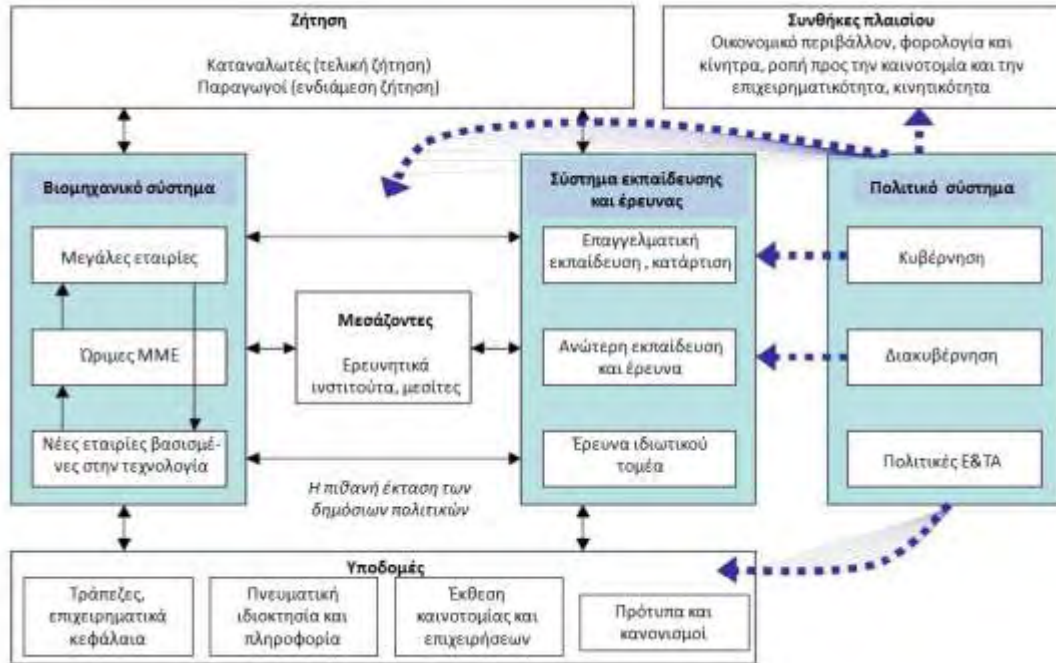 Ζήτηση
Καταναλωτές (τελική ζήτηση)
Παραγωγοί (ενδιάμεση ζήτηση)
Συνθήκες πλαισίου
Οικονομικό περιβάλλον, φορολογία και
κίνητρα, ροπή προς την καινοτομία και την
επιχειρηματικότητα, κινητικότητα
Βιομηχανικό σύστημα
Μεγάλες εταιρίες
Ώριμες ΜΜΕ
Νέες εταιρίες βασισμέ-
νες στην τεχνολογία
Μεσάζοντες
Ερευνητικά
ινστιτούτα, μεσίτες
Η πιθανή έκταση των
δημόσιων πολιτικών
Σύστημα εκπαίδευσης
και έρευνας
Επαγγελματική
εκπαίδευση , κατάρτιση
Ανώτερη εκπαίδευση
και έρευνα
Έρευνα ιδιωτικού
τομέα
Πολιτικό σύστημα
Κυβέρνηση
Διακυβέρνηση
Πολιτικές Ε&ΤΑ
Υποδομές
Τράπεζες,
επιχειρηματικά
κεφάλαια
Πνευματική
ιδιοκτησία και
πληροφορία
Έκθεση
καινοτομίας και
επιχειρήσεων
Πρότυπα και
κανονισμοί